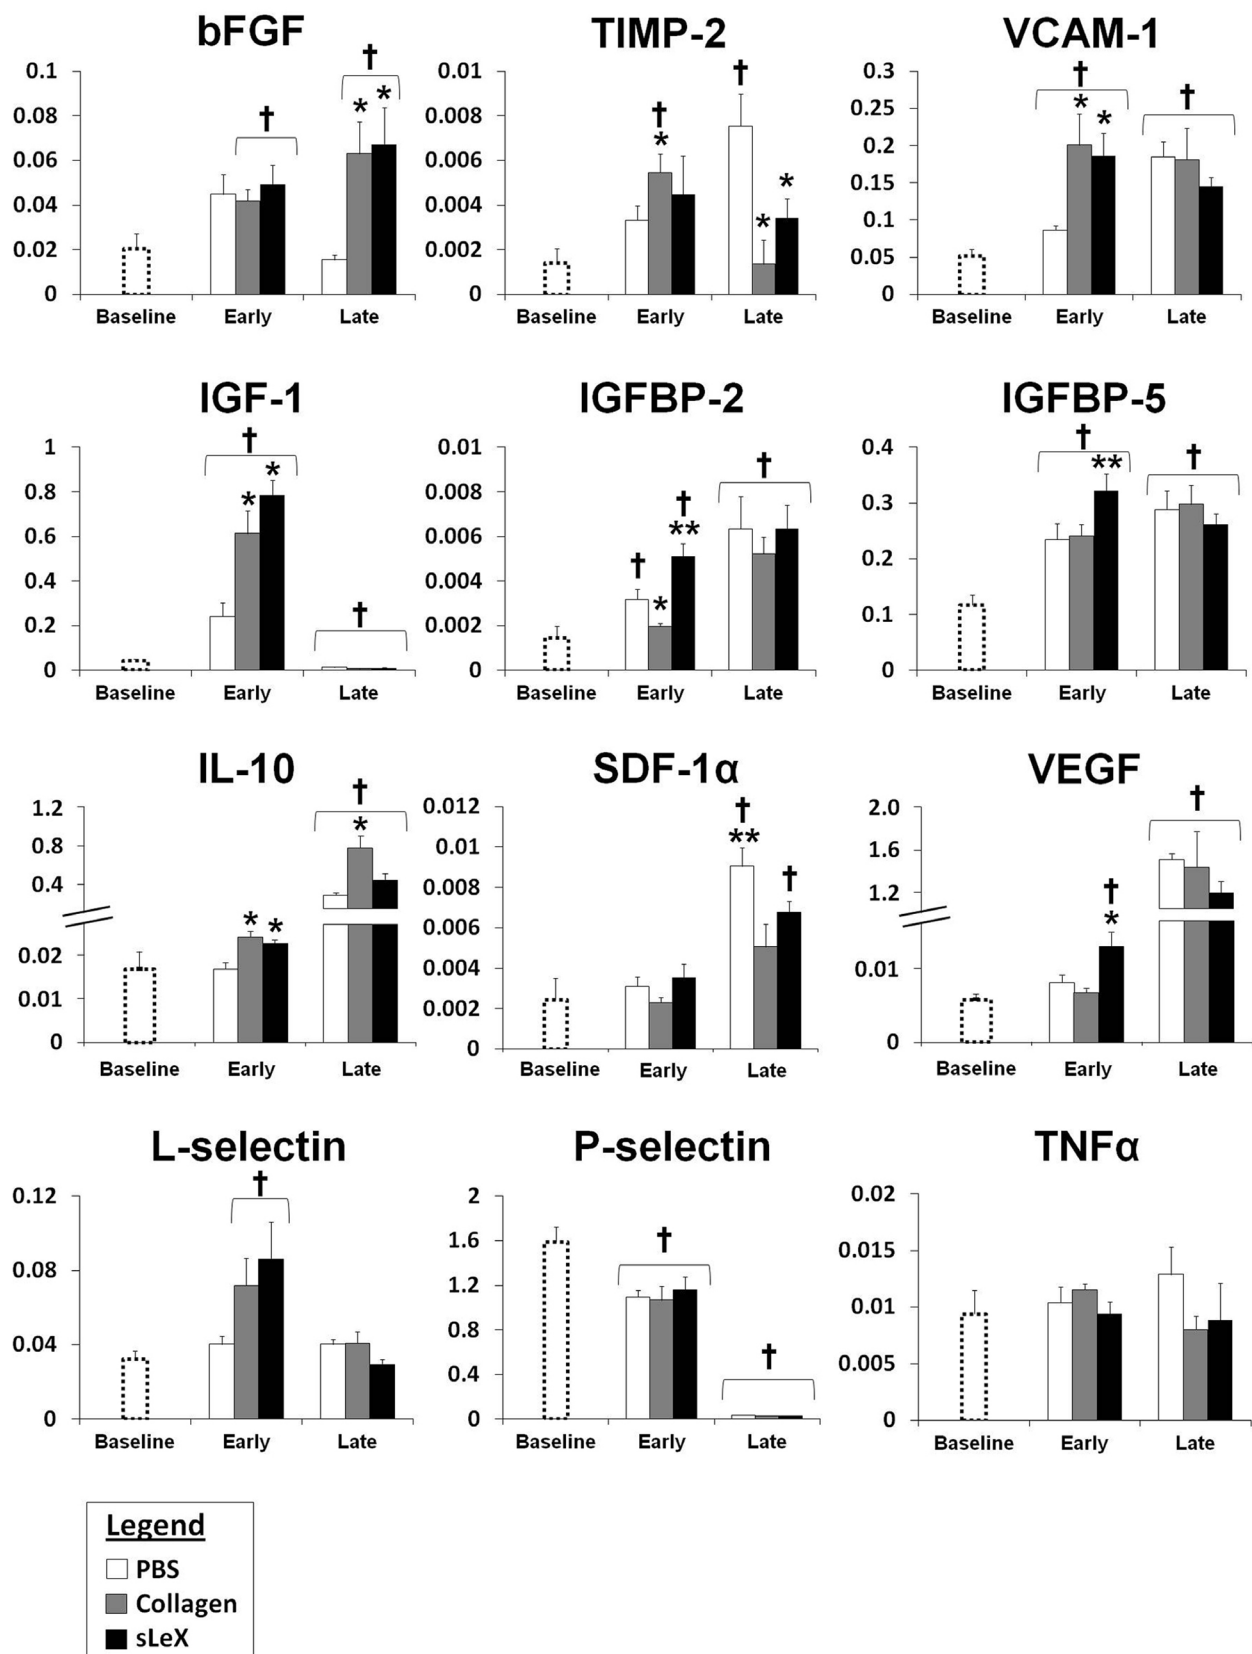 bFGF TIMP-2 VCAM-1
† † † * * †
† * * † * * * †
0.1 0.08 0.06 0.04 0.02 0
0.01 0.008 0.006 0.004 0.002 0
0.3 0.25 0.2 0.15 0.1 0.05 0
Baseline Early Late Baseline Early Late Baseline Early Late
IGF-1 IGFBP-2 IGFBP-5
† * * † † * † ** † † ** †
1 0.8 0.6 0.4 0.2 0
0.01 0.008 0.006 0.004 0.002 0
0.4 0.3 0.2 0.1 0
Baseline Early Late Baseline Early Late Baseline Early Late
IL-10 SDF-1α VEGF
* * † * † ** † † * †
1.2 0.8 0.4 0.02 0.01 0
0.012 0.01 0.008 0.006 0.004 0.002 0
2.0 1.6 1.2 0.01 0
Baseline Early Late Baseline Early Late Baseline Early Late
L-selectin P-selectin TNFα
† † †
0.12 0.08 0.04 0
2 1.6 1.2 0.8 0.4 0
0.02 0.015 0.01 0.005 0
Baseline Early Late Baseline Early Late Baseline Early Late
Legend
PBS
Collagen
sLeX